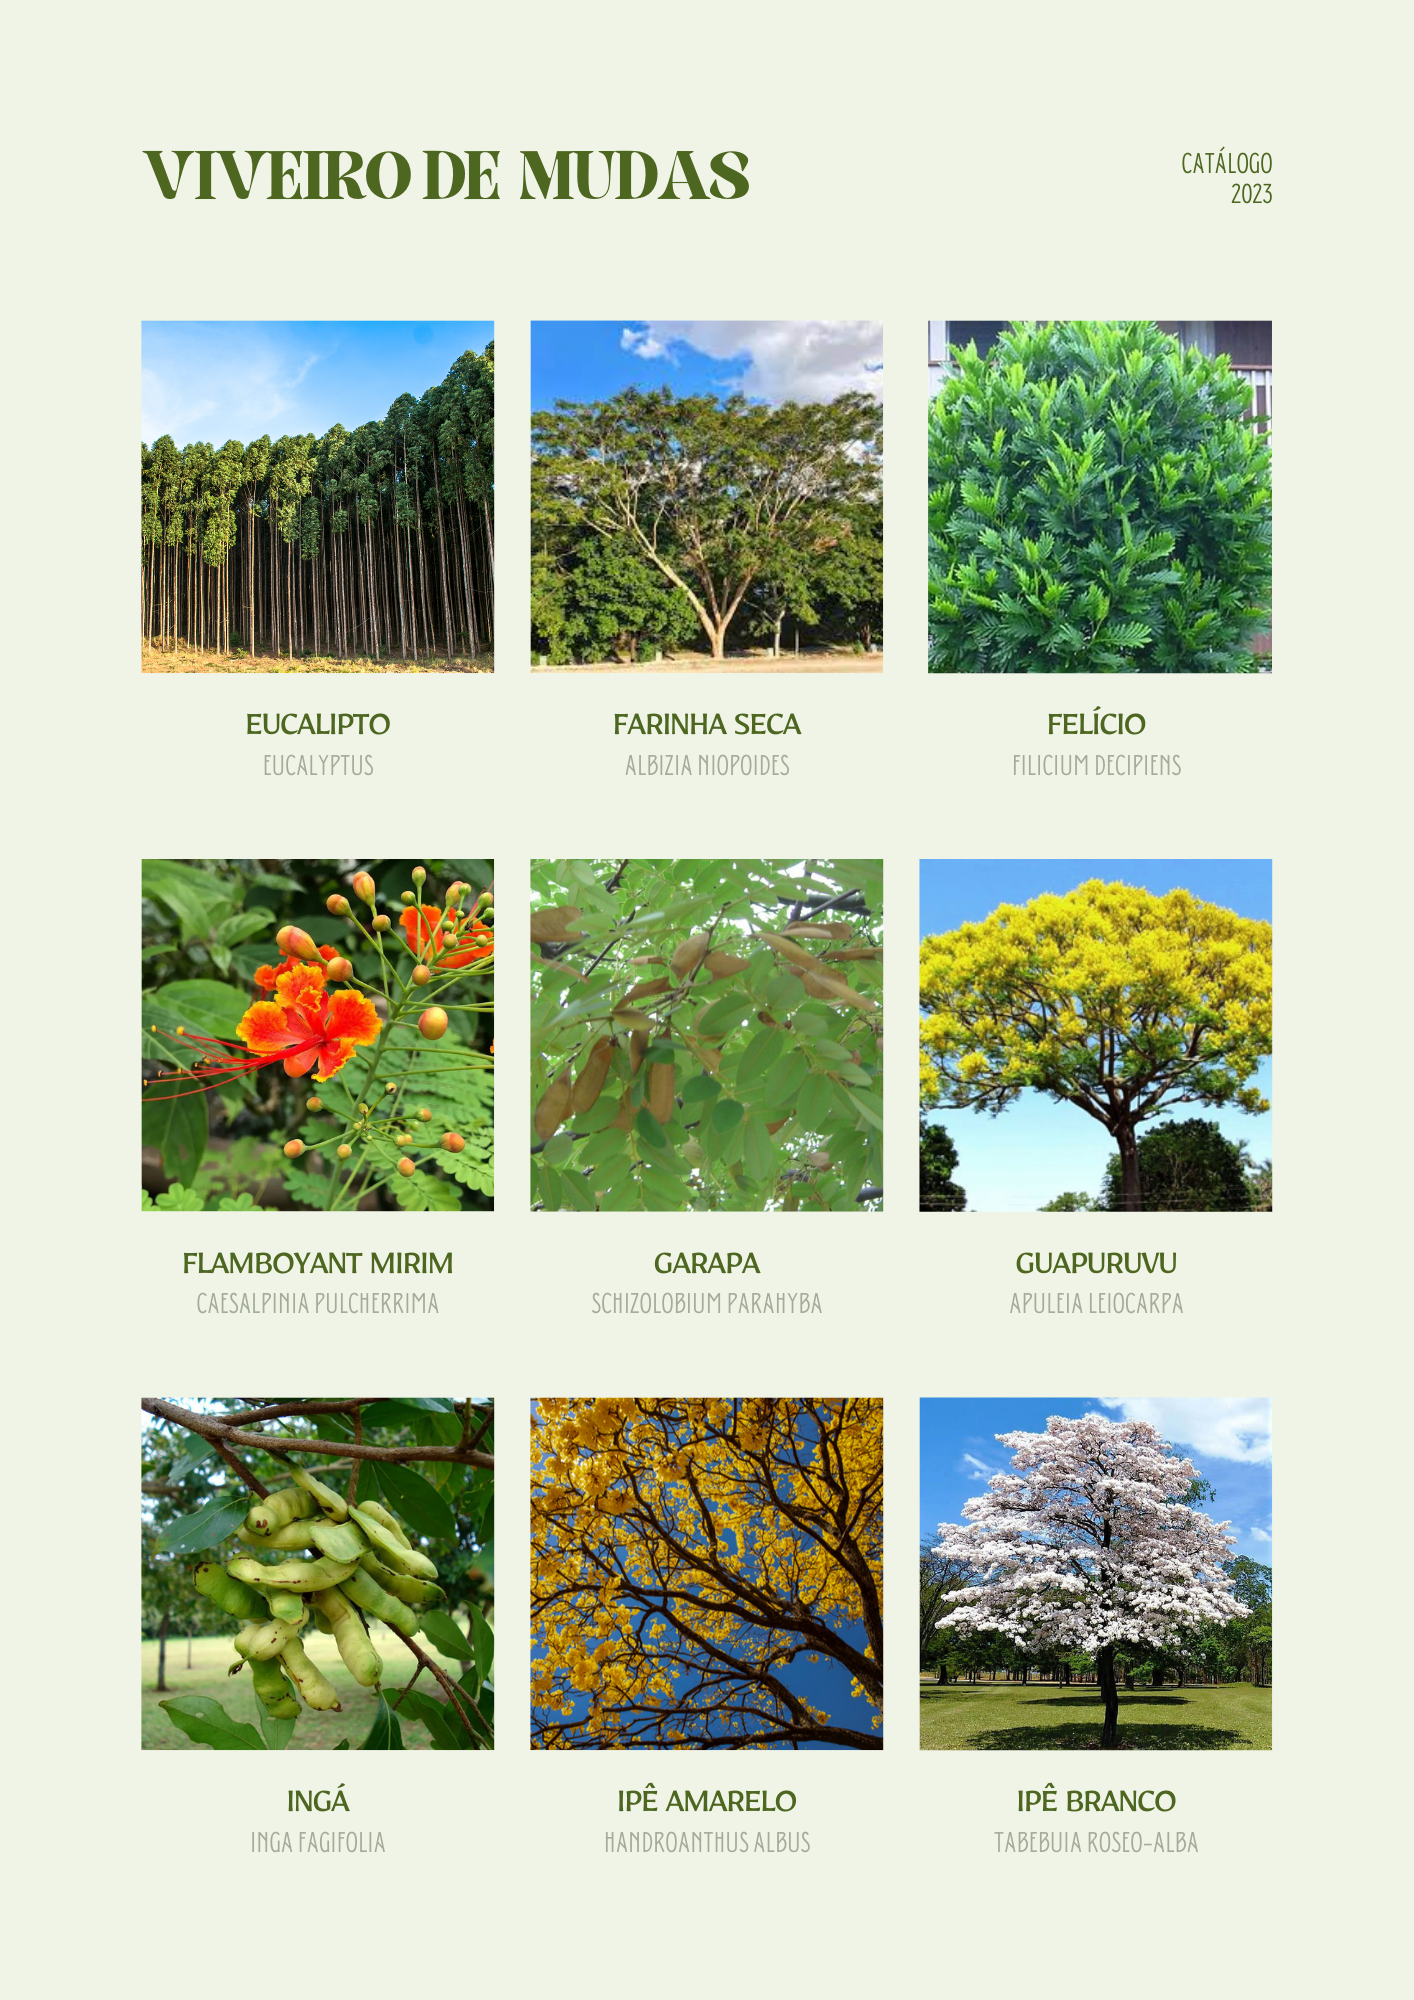 VIVEIRO DE MUDAS
CATÁLOGO
2023
EUCALIPTO
EUCALYPTUS
FARINHA SECA
ALBIZIA NIOPOIDES
FELÍCIO
FILICIUM DECIPIENS
FLAMBOYANT MIRIM
CAESALPINIA PULCHERRIMA
GARAPA
SCHIZOLOBIUM PARAHYBA
GUAPURUVU
APULEIA LEIOCARPA
INGÁ
INGA FAGIFOLIA
IPÊ AMARELO
HANDROANTHUS ALBUS
IPÊ BRANCO
TABEBUIA ROSEO-ALBA